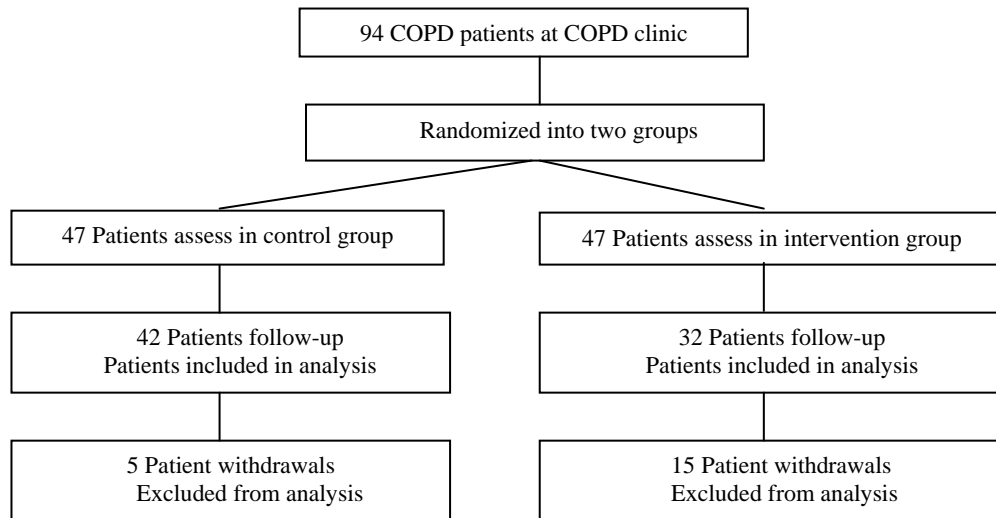 94 COPD patients at COPD clinic
Randomized into two groups
47 Patients assess in control group
47 Patients assess in intervention group
42 Patients follow-up
Patients included in analysis
32 Patients follow-up
Patients included in analysis
5 Patient withdrawals
Excluded from analysis
15 Patient withdrawals
Excluded from analysis